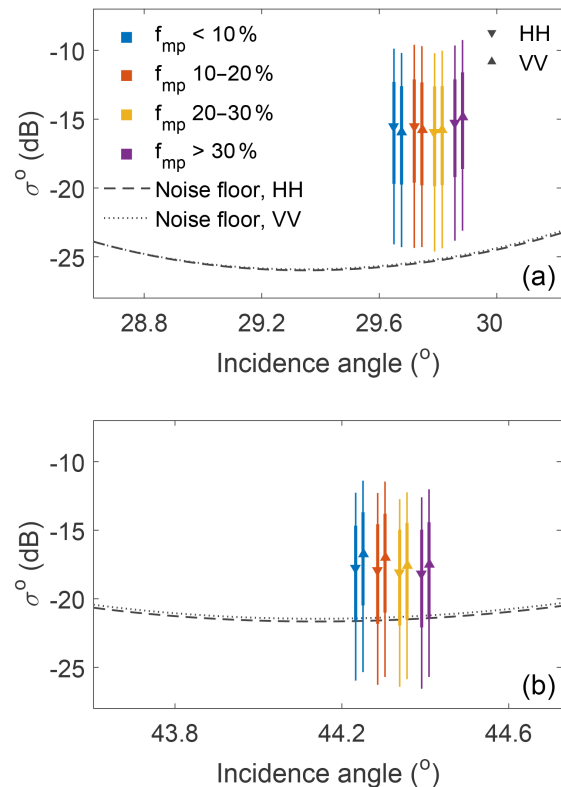 -10
-15
-20
-25
σº (dB)
f_mp < 10 %
f_mp 10–20 %
f_mp 20–30 %
f_mp > 30 %
Noise floor, HH
Noise floor, VV
HH
VV
(a)
28.8 29.2 29.6 30
Incidence angle (º)
-10
-15
-20
-25
σº (dB)
(b)
43.8 44.2 44.6
Incidence angle (º)